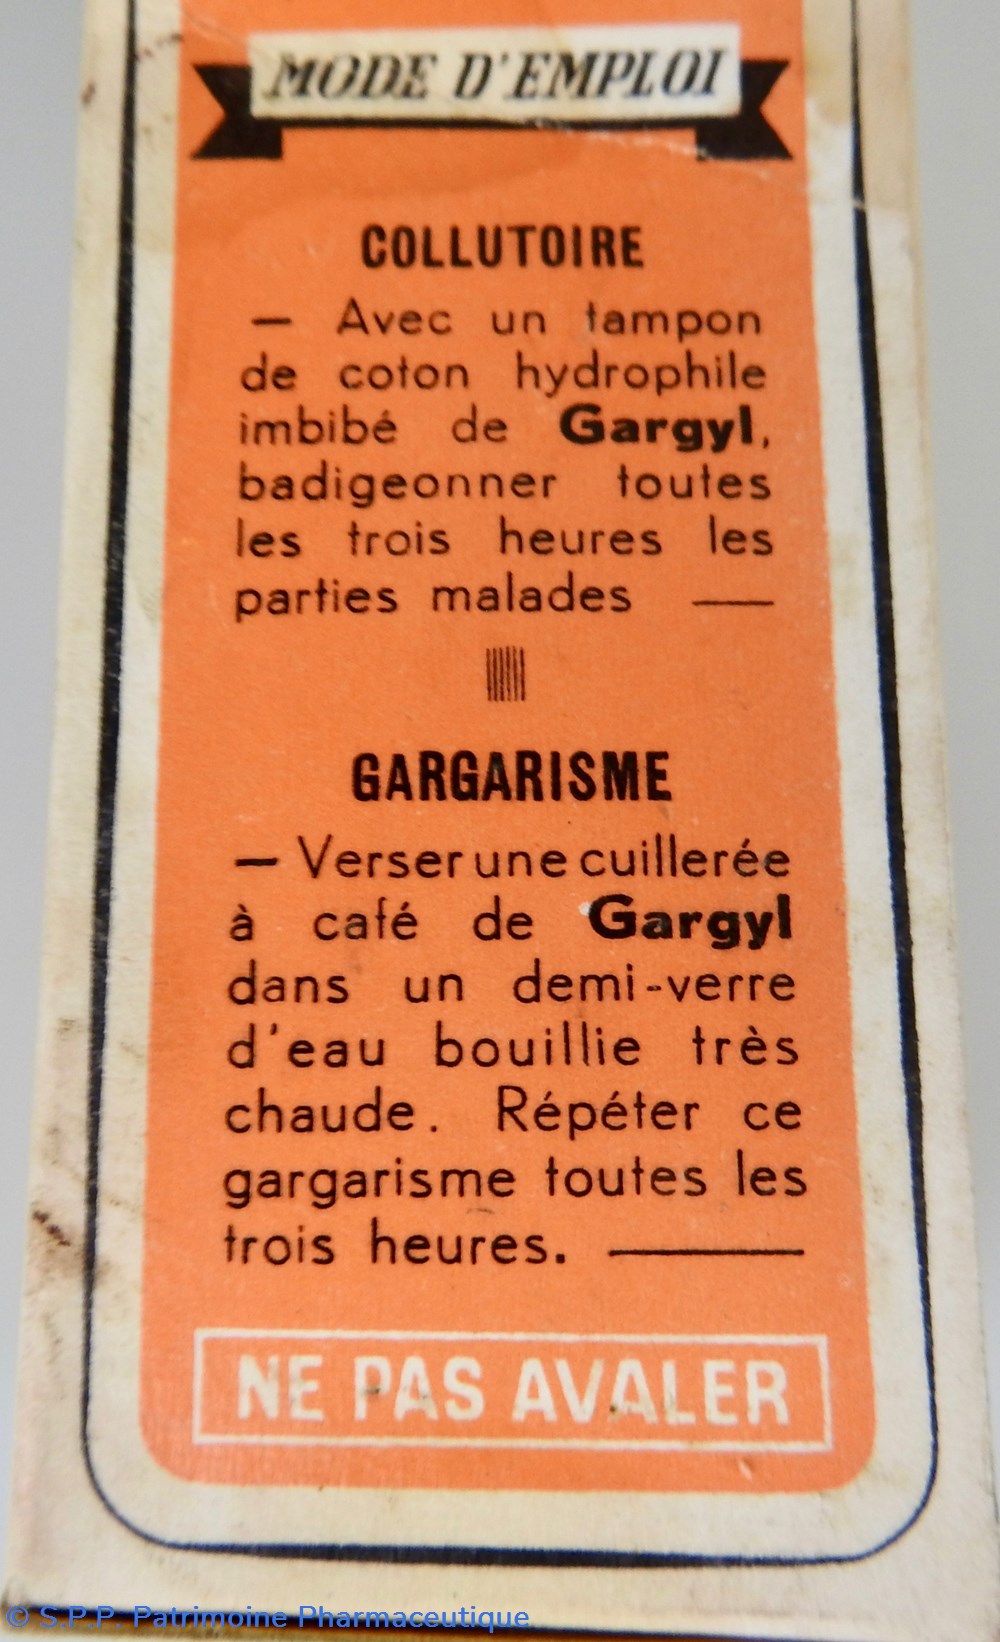 MODE D'EMPLOI
COLLUTOIRE
— Avec un tampon
de coton hydrophile
imbibé de Gargyl,
badigeonner toutes
les trois heures les
parties malades —
GARGARISME
— Verser une cuillerée
à café de Gargyl
dans un demi-verre
d'eau bouillie très
chaude. Répéter ce
gargarisme toutes les
trois heures. —
NE PAS AVALER
© S.P.P. Patrimoine Pharmaceutique